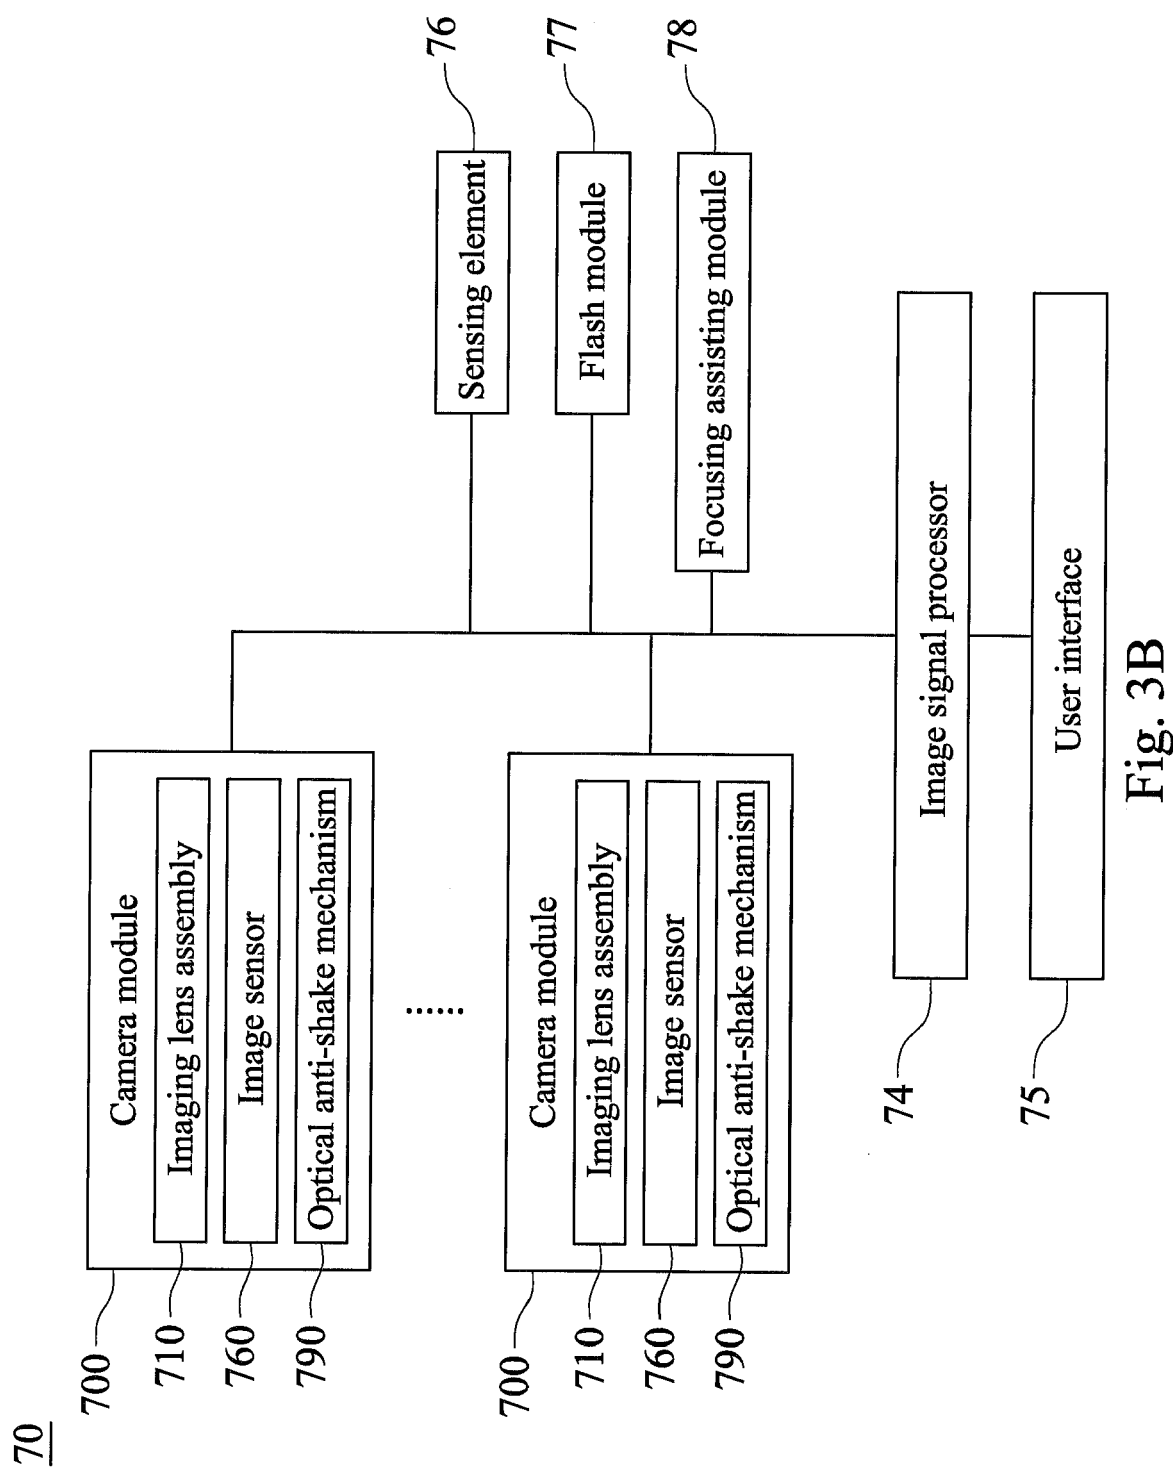 70
700
Camera module
710
Imaging lens assembly
760
Image sensor
790
Optical anti-shake mechanism
......
700
Camera module
710
Imaging lens assembly
760
Image sensor
790
Optical anti-shake mechanism
Sensing element
76
Flash module
77
Focusing assisting module
78
74
Image signal processor
75
User interface
Fig. 3B